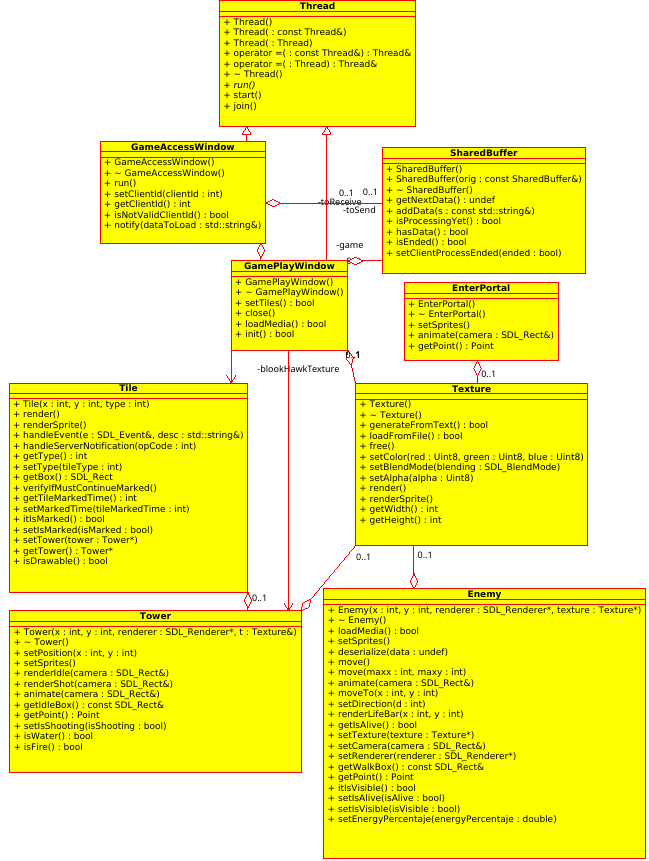 Thread
+ Thread()
+ Thread( : const Thread&)
+ Thread( : Thread)
+ operator =( : const Thread&) : Thread&
+ operator =( : Thread) : Thread&
+ ~ Thread()
+ run()
+ start()
+ join()
GameAccessWindow
+ GameAccessWindow()
+ ~ GameAccessWindow()
+ run()
+ setClientId(clientId : int)
+ getClientId() : int
+ isNotValidClientId() : bool
+ notify(dataToLoad : std::string&)
SharedBuffer
+ SharedBuffer()
+ SharedBuffer(orig : const SharedBuffer&)
+ ~ SharedBuffer()
+ getNextData() : undef
+ addData(s : const std::string&)
+ isProcessingYet() : bool
+ hasData() : bool
+ isEnded() : bool
+ setClientProcessEnded(ended : bool)
0..1
0..1
-toReceive
-toSend
-game
GamePlayWindow
+ GamePlayWindow()
+ ~ GamePlayWindow()
+ setTiles() : bool
+ close()
+ loadMedia() : bool
+ init() : bool
EnterPortal
+ EnterPortal()
+ ~ EnterPortal()
+ setSprites()
+ animate(camera : SDL_Rect&)
+ getPoint() : Point
0..1
-blookHawkTexture
0..1
Tile
+ Tile(x : int, y : int, type : int)
+ render()
+ renderSprite()
+ handleEvent(e : SDL_Event&, desc : std::string&)
+ handleServerNotification(opCode : int)
+ getType() : int
+ setType(tileType : int)
+ getBox() : SDL_Rect
+ verifyIfMustContinueMarked()
+ getTileMarkedTime() : int
+ setMarkedTime(tileMarkedTime : int)
+ itIsMarked() : bool
+ setIsMarked(isMarked : bool)
+ setTower(tower : Tower*)
+ getTower() : Tower*
+ isDrawable() : bool
Texture
+ Texture()
+ ~ Texture()
+ generateFromText() : bool
+ loadFromFile() : bool
+ free()
+ setColor(red : Uint8, green : Uint8, blue : Uint8)
+ setBlendMode(blending : SDL_BlendMode)
+ setAlpha(alpha : Uint8)
+ render()
+ renderSprite()
+ getWidth() : int
+ getHeight() : int
0..1
0..1
0..1
Tower
+ Tower(x : int, y : int, renderer : SDL_Renderer*, t : Texture&)
+ ~ Tower()
+ setPosition(x : int, y : int)
+ setSprites()
+ renderIdle(camera : SDL_Rect&)
+ renderShot(camera : SDL_Rect&)
+ animate(camera : SDL_Rect&)
+ getIdleBox() : const SDL_Rect&
+ getPoint() : Point
+ setIsShooting(isShooting : bool)
+ isWater() : bool
+ isFire() : bool
Enemy
+ Enemy(x : int, y : int, renderer : SDL_Renderer*, texture : Texture*)
+ ~ Enemy()
+ loadMedia() : bool
+ setSprites()
+ deserialize(data : undef)
+ move()
+ move(maxx : int, maxy : int)
+ animate(camera : SDL_Rect&)
+ moveTo(x : int, y : int)
+ setDirection(d : int)
+ renderLifeBar(x : int, y : int)
+ getIsAlive() : bool
+ setTexture(texture : Texture*)
+ setCamera(camera : SDL_Rect&)
+ setRenderer(renderer : SDL_Renderer*)
+ getWalkBox() : const SDL_Rect&
+ getPoint() : Point
+ itIsVisible() : bool
+ setIsAlive(isAlive : bool)
+ setIsVisible(isVisible : bool)
+ setEnergyPercentaje(energyPercentaje : double)